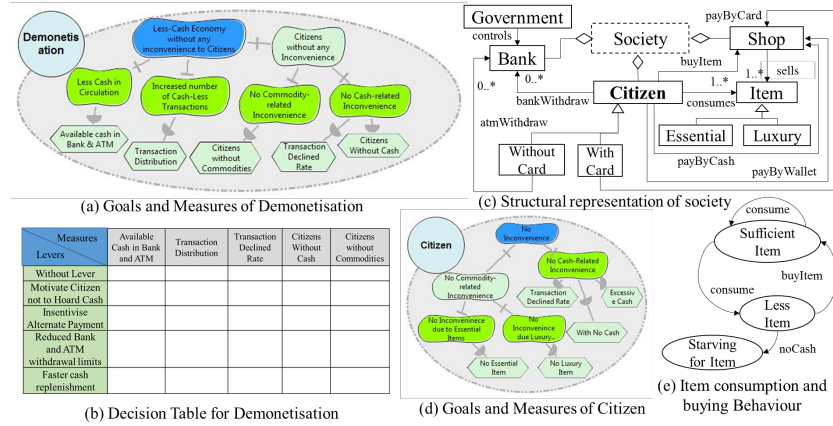 Demonetis
ation
Less-Cash Economy
without any
inconvenience to Citizens
Citizens
without any
Inconvenience
Less Cash in
Circulation
Increased number
of Cash-Less
Transactions
No Commodity-
related
Inconvenience
No Cash-related
Inconvenience
Available cash in
Bank & ATM
Transaction
Distribution
Citizens
without
Commodities
Transaction
Declined
Rate
Citizens
Without Cash
(a) Goals and Measures of Demonetisation
Measures
Levers
Available
Cash in Bank
and ATM
Transaction
Distribution
Transaction
Declined
Rate
Citizens
Without
Cash
Citizens
without
Commodities
Without Lever
Motivate Citizen
not to Hoard Cash
Insentivise
Alternate Payment
Reduced
Bank and ATM
withdrawal limits
Faster cash
replenishment
(b) Decision Table for Demonetisation
Government
controls
Bank
0..*
0..*
Society
payByCard
Shop
buyItem
1..*
1..*
sells
Citizen
bankWithdraw
consumes
Item
atmWithdraw
Without
Card
With
Card
Essential
Luxury
payByCash
payByWallet
(c) Structural representation of society
Citizen
No
Inconvenience
No Cash-Related
Inconvenience
No Commodity-
related
Inconvenience
Transaction
Declined Rate
Excessiv
e Cash
No Inconveninece
due to Essential
Items
No
Inconvenince
due Luxury...
With No Cash
No Essential
Item
No Luxury
Item
(d) Goals and Measures of Citizen
consume
Sufficient
Item
consume
buyItem
Less
Item
noCash
Starving
for Item
(e) Item consumption and
buying Behaviour